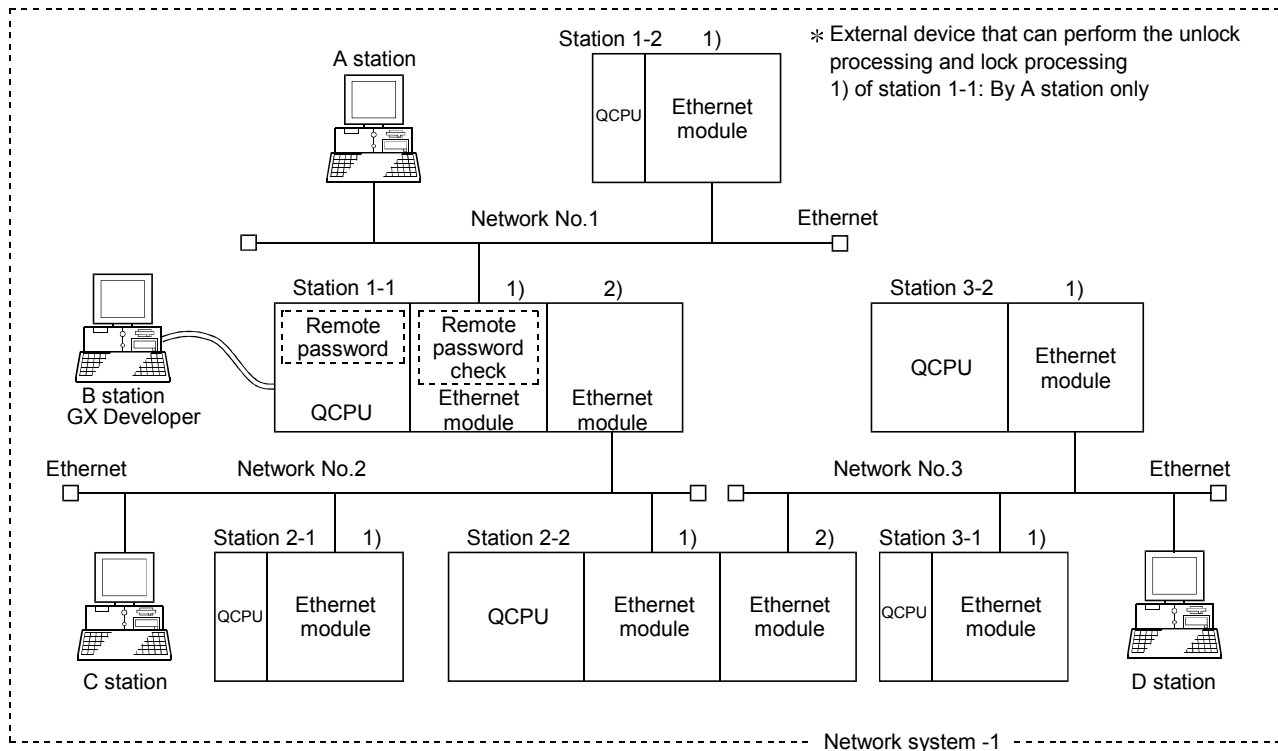 Station 1-2 1)
∗ External device that can perform the unlock
processing and lock processing
1) of station 1-1: By A station only
A station
QCPU
Ethernet
module
Network No.1
Ethernet
Station 1-1 1) 2)
Remote
password
QCPU
Remote
password
check
Ethernet
module
Ethernet
module
B station
GX Developer
Station 3-2 1)
QCPU
Ethernet
module
Ethernet
Network No.2
Network No.3
Ethernet
Station 2-1 1)
QCPU
Ethernet
module
Station 2-2 1) 2)
QCPU
Ethernet
module
Ethernet
module
Station 3-1 1)
QCPU
Ethernet
module
C station
D station
Network system -1